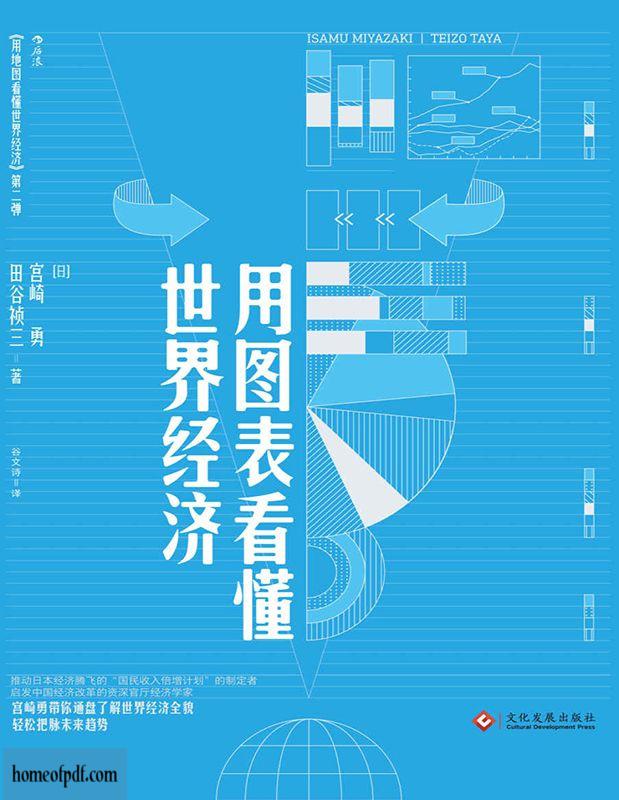 ISAMU MIYAZAKI | TEIZO TAYA
后浪
《用地图看懂世界经济》第二弹
用图表看懂
世界经济
[日]
宫崎 勇
田谷祯三=著
谷文诗=译
推动日本经济腾飞的“国民收入倍增计划”的制定者
启发中国经济改革的资深官厅经济学家
宫崎勇带你通盘了解世界经济全貌
轻松把脉未来趋势
文化发展出版社
Cultural Development Press
homeofpdf.com